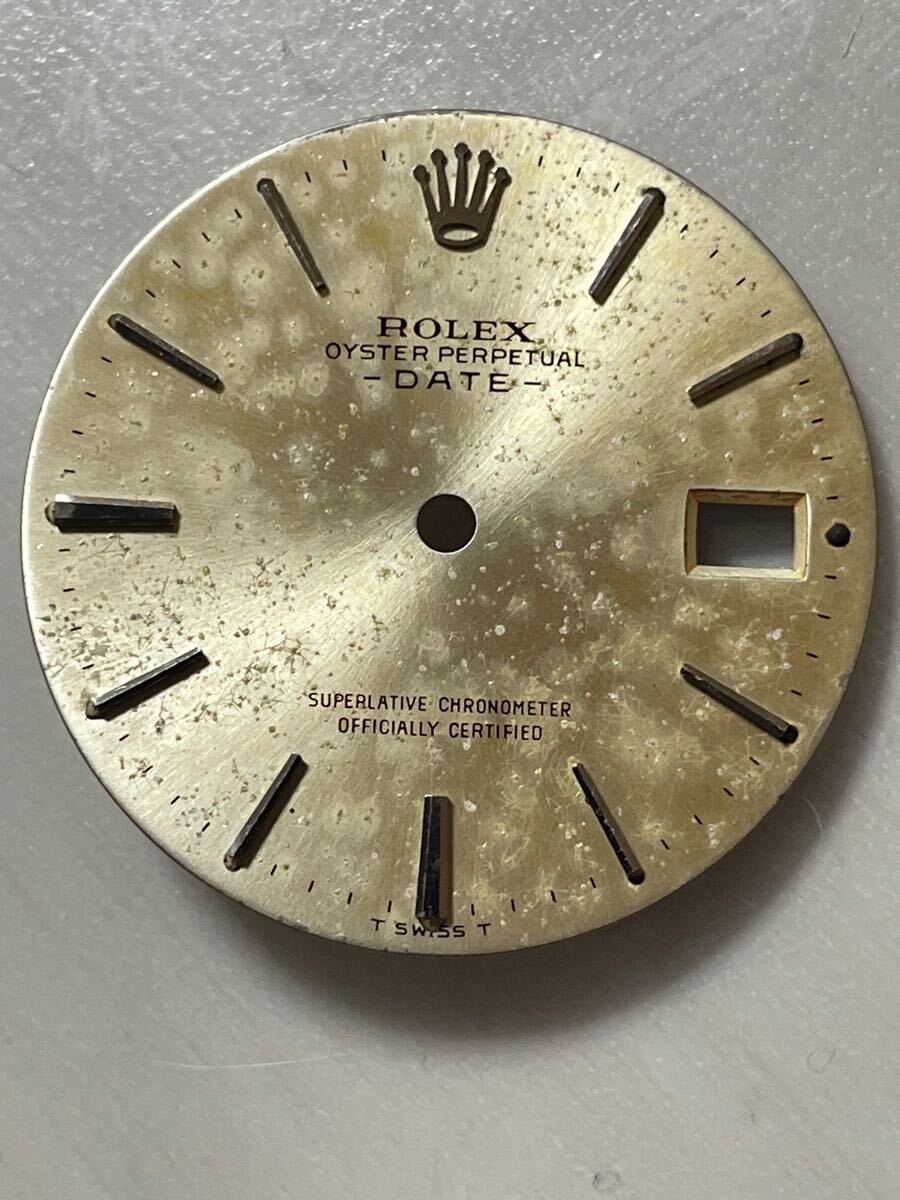 ROLEX
OYSTER PERPETUAL
- DATE -
SUPERLATIVE CHRONOMETER
OFFICIALLY CERTIFIED
T SWISS T